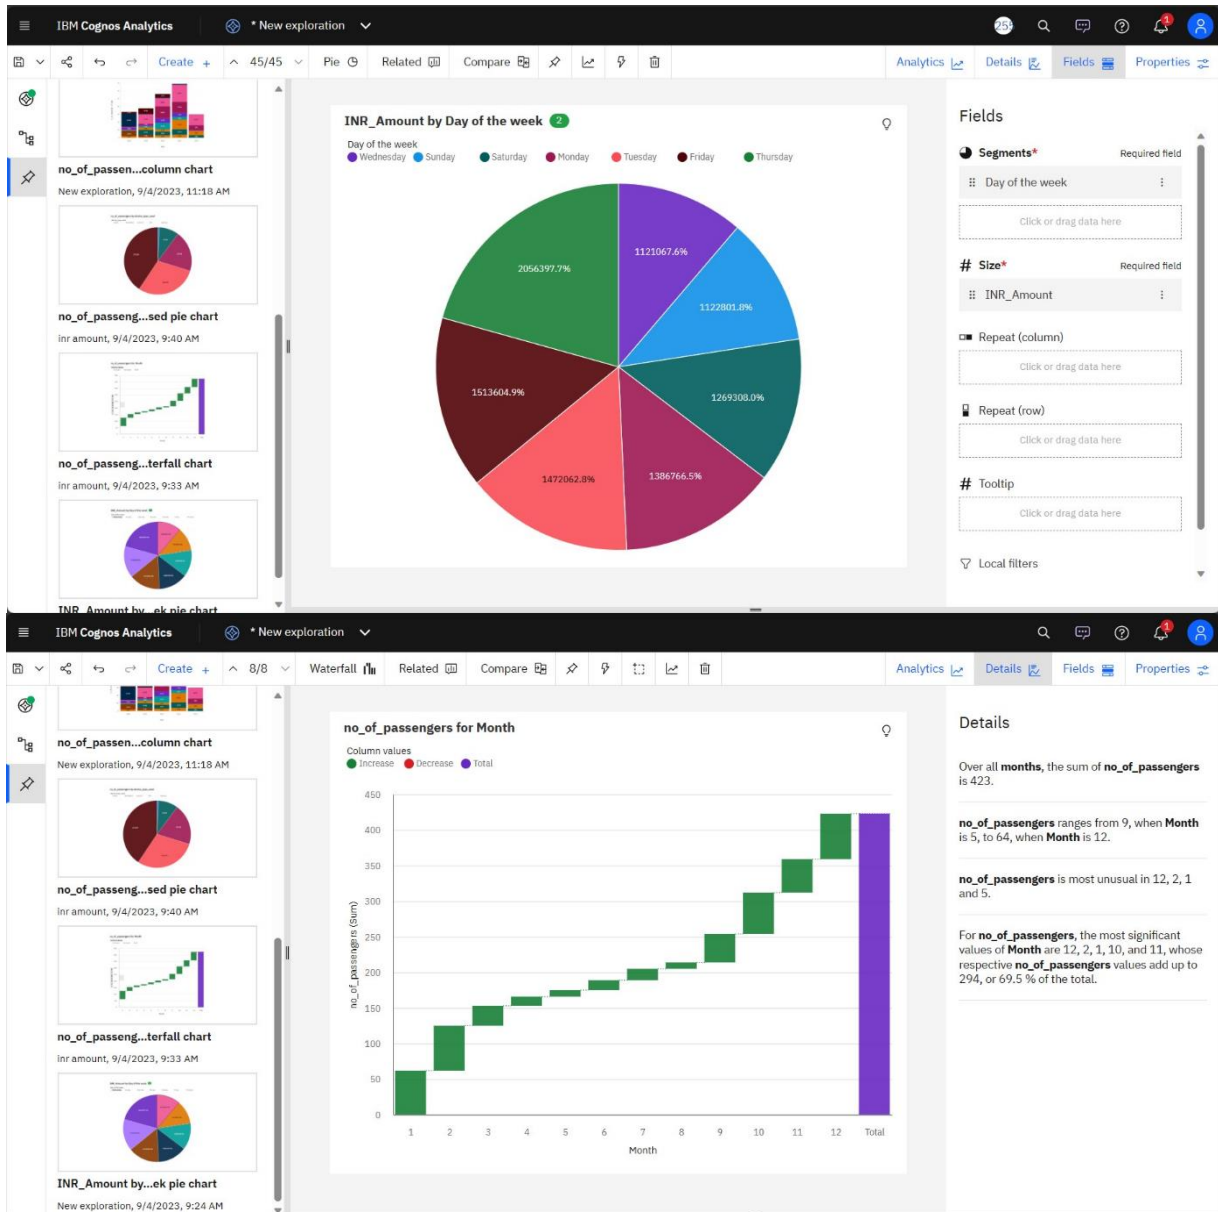 IBM Cognos Analytics
* New exploration
255
1
Create +
45/45
Pie
Related
Compare
Analytics
Details
Fields
Properties
no_of_passen...column chart
New exploration, 9/4/2023, 11:18 AM
no_of_passeng...sed pie chart
inr amount, 9/4/2023, 9:40 AM
no_of_passeng...terfall chart
inr amount, 9/4/2023, 9:33 AM
INR_Amount by...ek pie chart
INR_Amount by Day of the week 2
Day of the week
Wednesday Sunday Saturday Monday Tuesday Friday Thursday
2056397.7%
1121067.6%
1122801.8%
1269308.0%
1386766.5%
1472062.8%
1513604.9%
Fields
Segments* Required field
Day of the week
Click or drag data here
# Size* Required field
INR_Amount
Repeat (column)
Click or drag data here
Repeat (row)
Click or drag data here
# Tooltip
Click or drag data here
Local filters
IBM Cognos Analytics
* New exploration
1
Create +
8/8
Waterfall
Related
Compare
Analytics
Details
Fields
Properties
no_of_passen...column chart
New exploration, 9/4/2023, 11:18 AM
no_of_passeng...sed pie chart
inr amount, 9/4/2023, 9:40 AM
no_of_passeng...terfall chart
inr amount, 9/4/2023, 9:33 AM
INR_Amount by...ek pie chart
New exploration, 9/4/2023, 9:24 AM
no_of_passengers for Month
Column values
Increase Decrease Total
no_of_passengers (Sum)
450
400
350
300
250
200
150
100
50
0
1 2 3 4 5 6 7 8 9 10 11 12 Total
Month
Details
Over all months, the sum of no_of_passengers
is 423.
no_of_passengers ranges from 9, when Month
is 5, to 64, when Month is 12.
no_of_passengers is most unusual in 12, 2, 1
and 5.
For no_of_passengers, the most significant
values of Month are 12, 2, 1, 10, and 11, whose
respective no_of_passengers values add up to
294, or 69.5 % of the total.